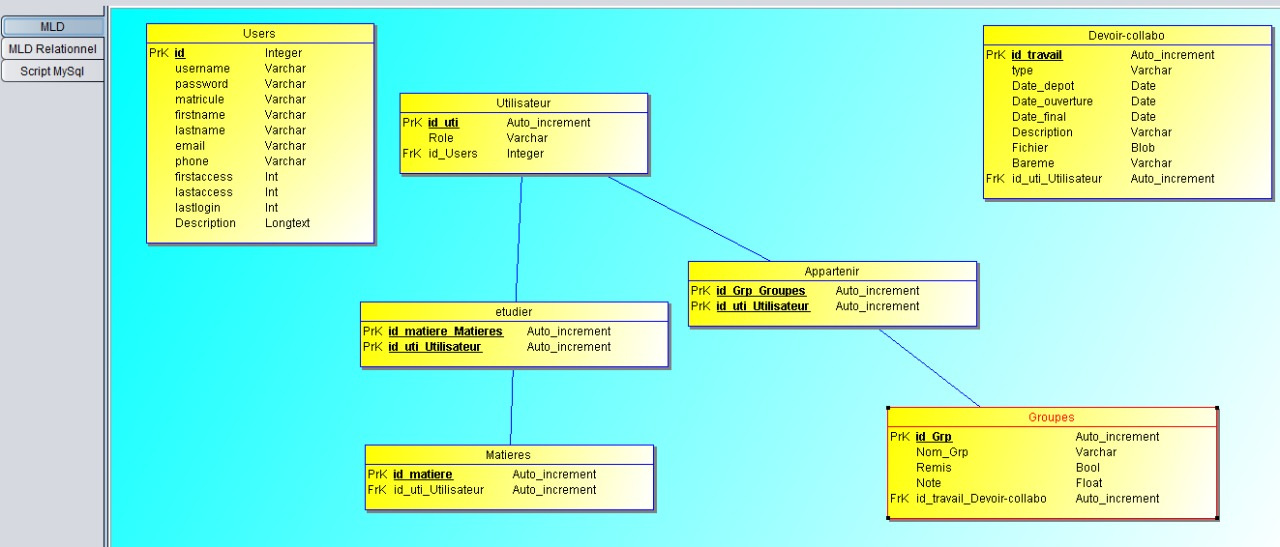 MLD
MLD Relationnel
Script MySql
Users
PrK id Integer
username Varchar
password Varchar
matricule Varchar
firstname Varchar
lastname Varchar
email Varchar
phone Varchar
firstaccess Int
lastaccess Int
lastlogin Int
Description Longtext
Utilisateur
PrK id_uti Auto_increment
Role Varchar
FrK id_Users Integer
Devoir-collabo
PrK id_travail Auto_increment
type Varchar
Date_depot Date
Date_ouverture Date
Date_final Date
Description Varchar
Fichier Blob
Bareme Varchar
FrK id_uti_Utilisateur Auto_increment
Appartenir
PrK id_Grp_Groupes Auto_increment
PrK id_uti_Utilisateur Auto_increment
etudier
PrK id_matiere_Matieres Auto_increment
PrK id_uti_Utilisateur Auto_increment
Matieres
PrK id_matiere Auto_increment
FrK id_uti_Utilisateur Auto_increment
Groupes
PrK id_Grp Auto_increment
Nom_Grp Varchar
Remis Bool
Note Float
FrK id_travail_Devoir-collabo Auto_increment